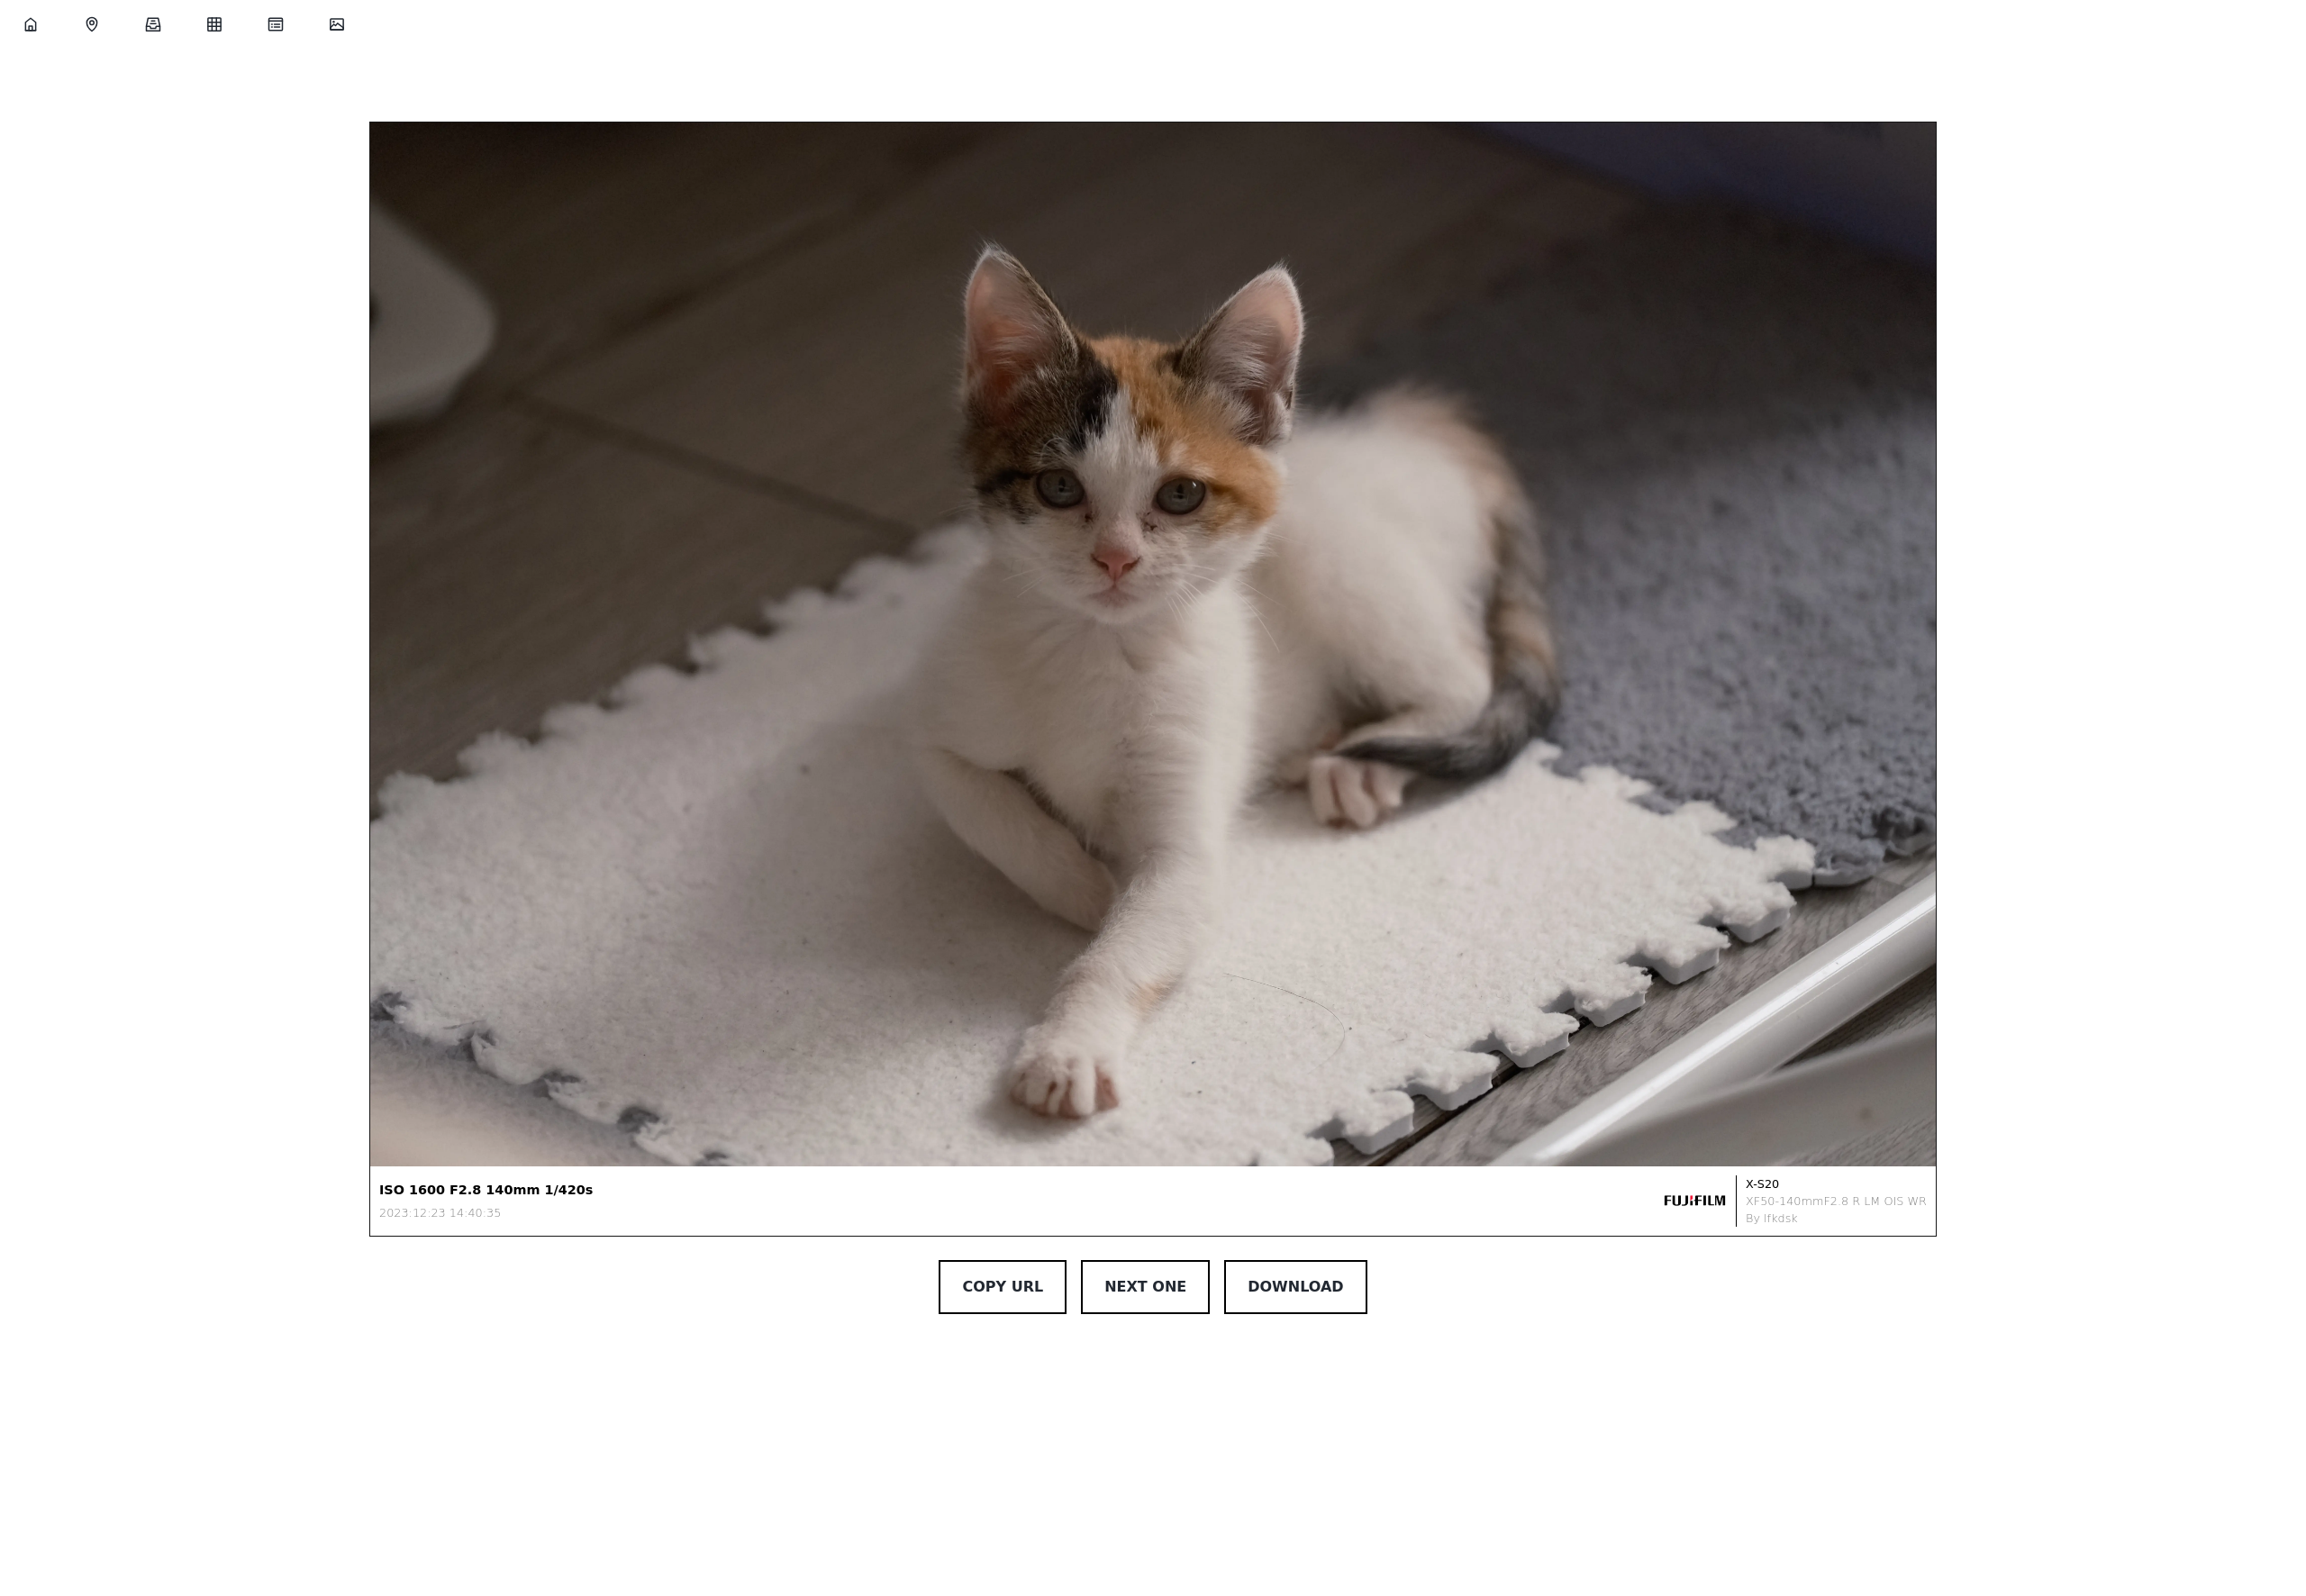 ISO 1600 F2.8 140mm 1/420s
2023:12:23 14:40:35
FUJIFILM
X-S20
XF50-140mmF2.8 R LM OIS WR
By lfkdsk
COPY URL
NEXT ONE
DOWNLOAD